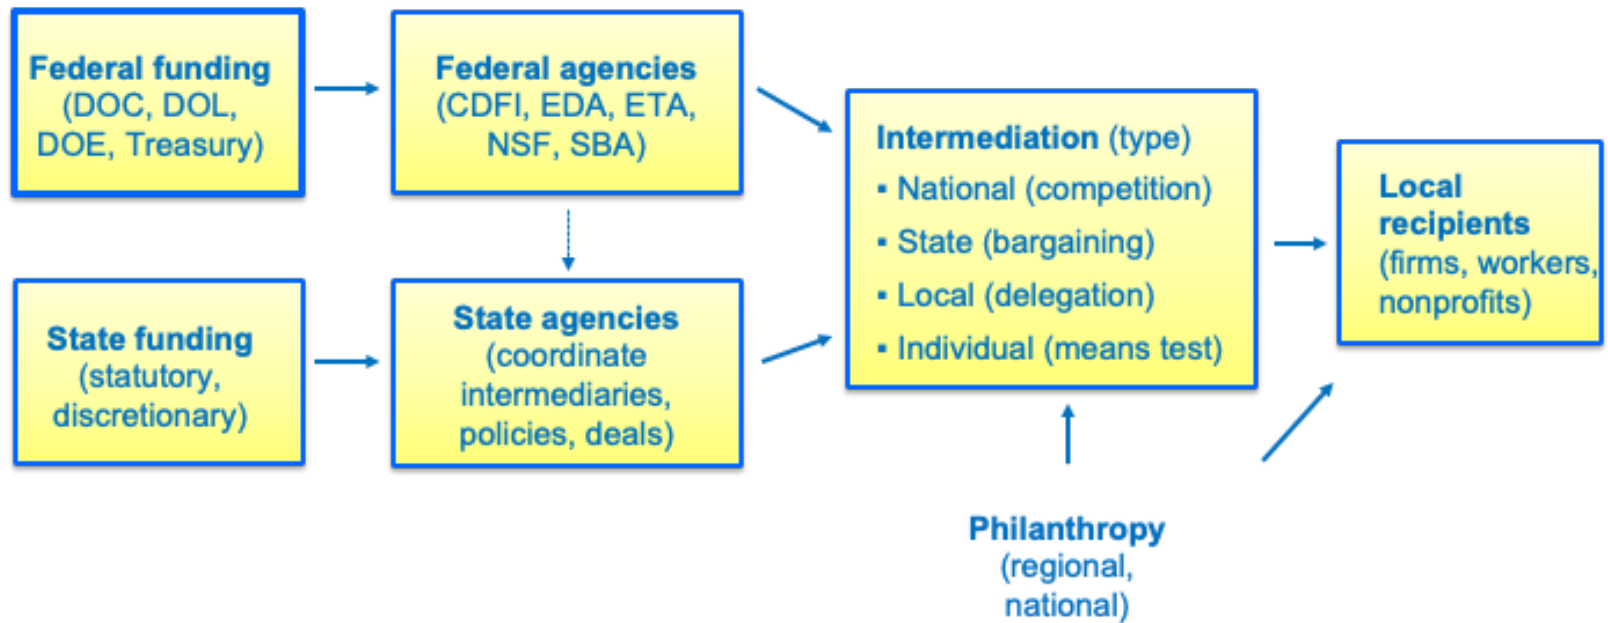 Federal funding
(DOC, DOL,
DOE, Treasury)
Federal agencies
(CDFI, EDA, ETA,
NSF, SBA)
State funding
(statutory,
discretionary)
State agencies
(coordinate
intermediaries,
policies, deals)
Intermediation (type)
▪ National (competition)
▪ State (bargaining)
▪ Local (delegation)
▪ Individual (means test)
Local
recipients
(firms, workers,
nonprofits)
Philanthropy
(regional,
national)